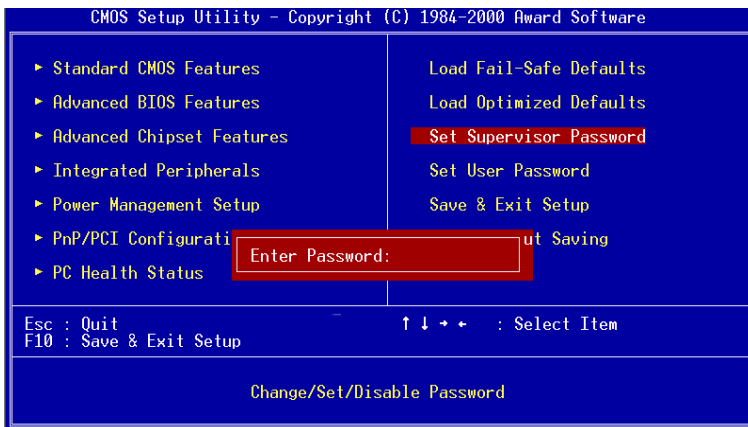 CMOS Setup Utility - Copyright (C) 1984-2000 Award Software
► Standard CMOS Features
► Advanced BIOS Features
► Advanced Chipset Features
► Integrated Peripherals
► Power Management Setup
► PnP/PCI Configurati
► PC Health Status
Load Fail-Safe Defaults
Load Optimized Defaults
Set Supervisor Password
Set User Password
Save & Exit Setup
ut Saving
Enter Password:
Esc : Quit
F10 : Save & Exit Setup
↑ ↓ → ← : Select Item
Change/Set/Disable Password